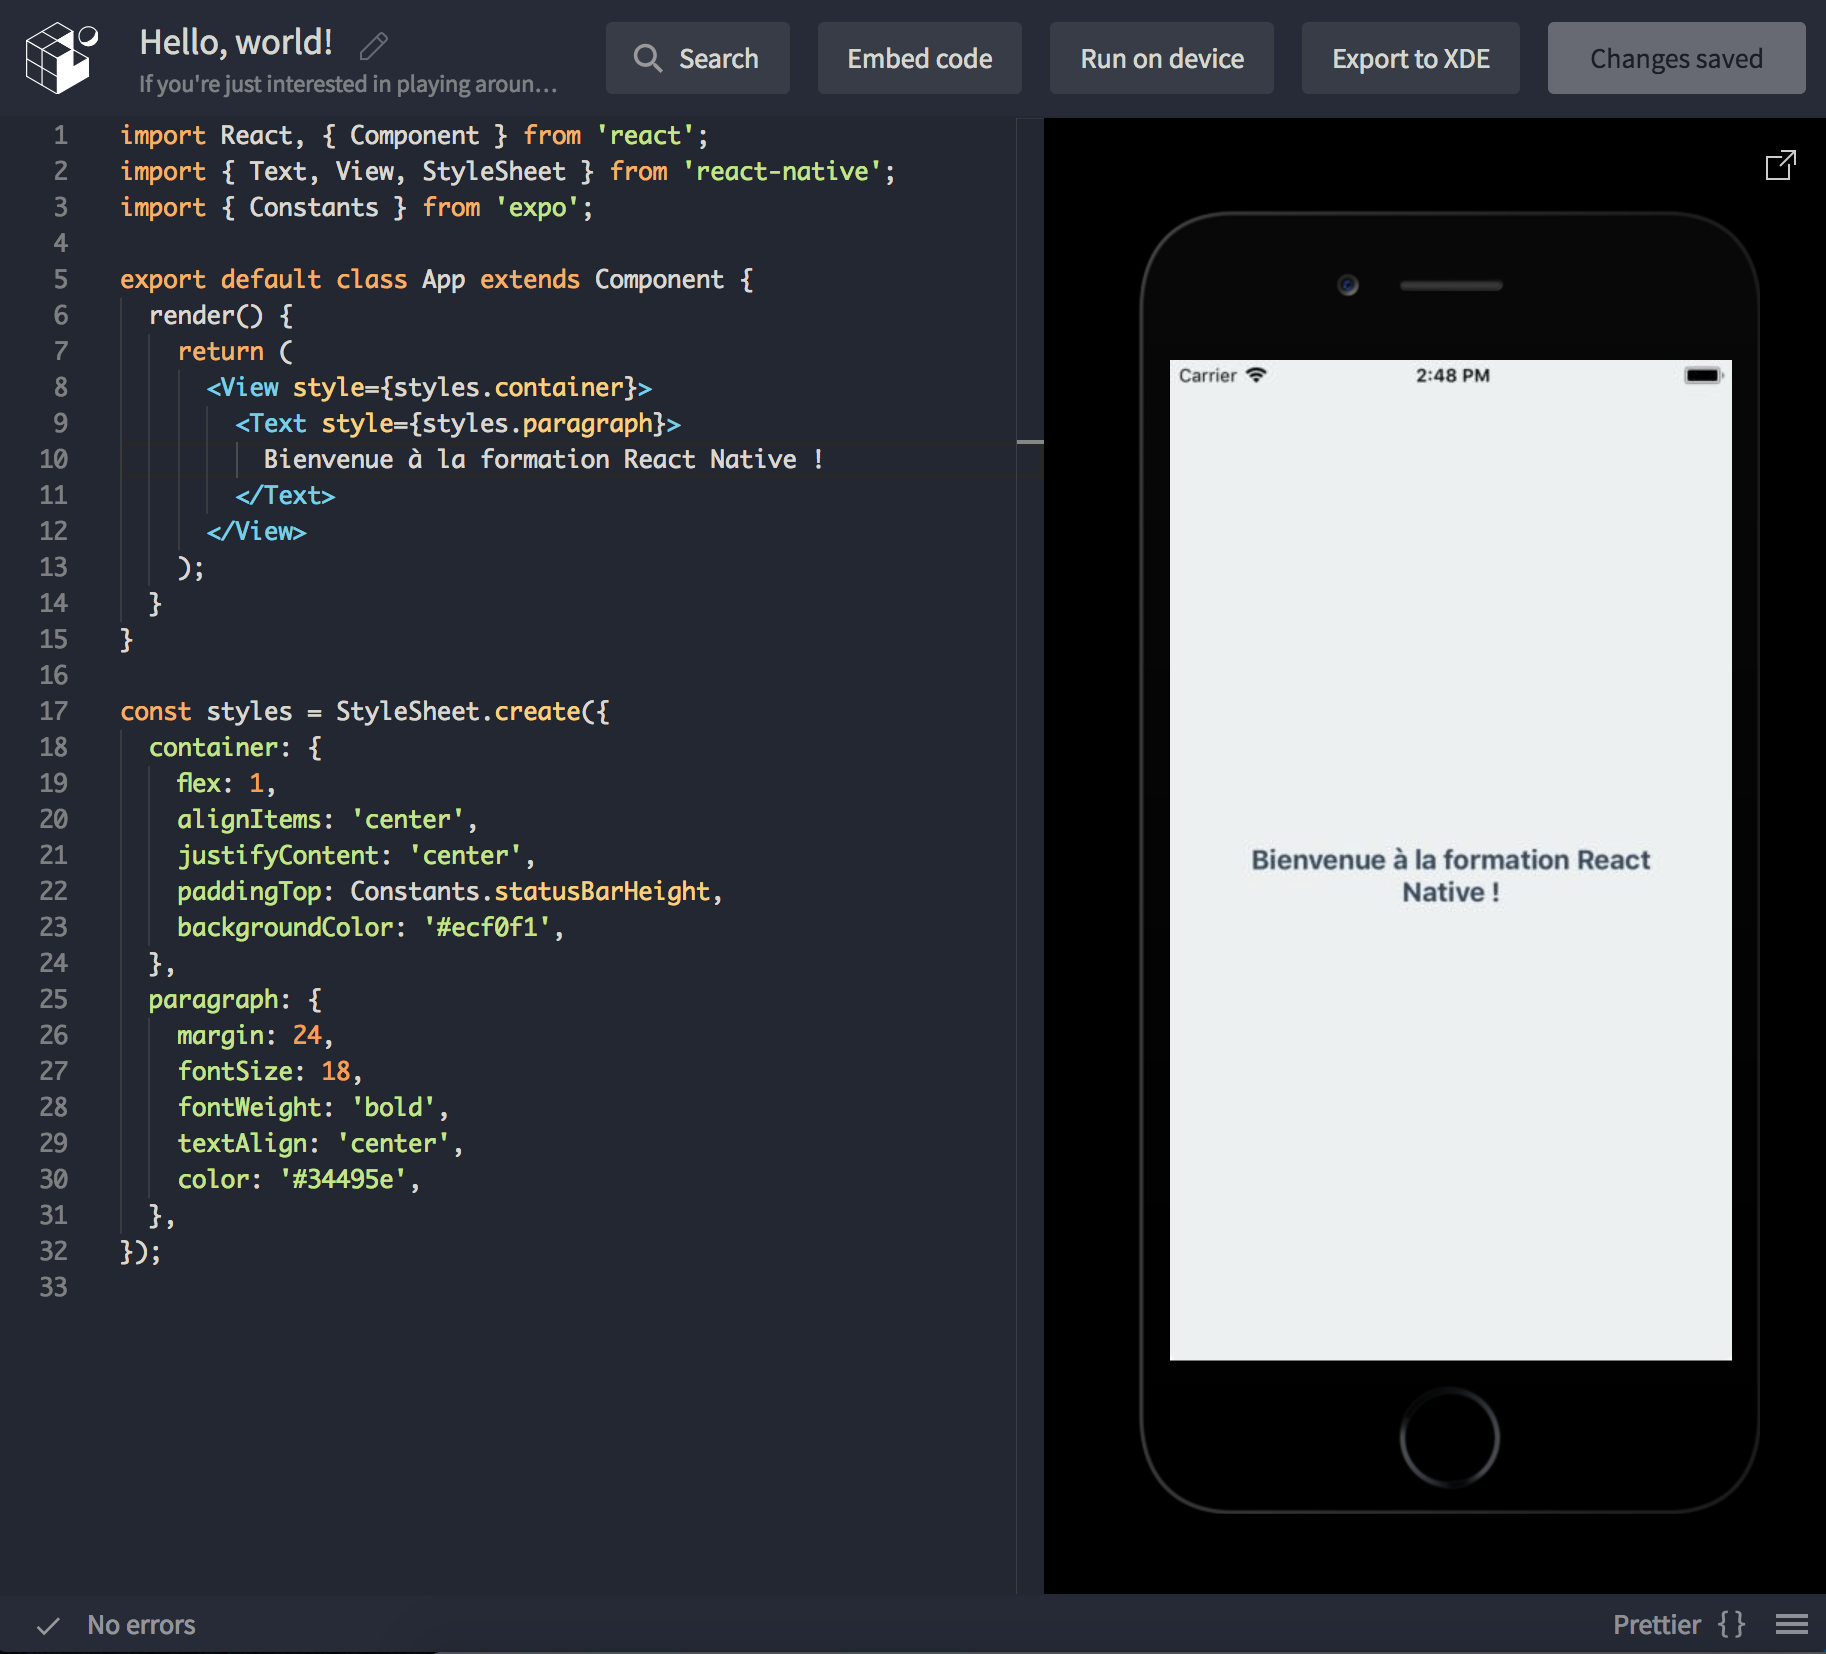 Hello, world!
If you're just interested in playing aroun…
Search
Embed code
Run on device
Export to XDE
Changes saved
1 import React, { Component } from 'react';
2 import { Text, View, StyleSheet } from 'react-native';
3 import { Constants } from 'expo';
4
5 export default class App extends Component {
6 render() {
7 return (
8 <View style={styles.container}>
9 <Text style={styles.paragraph}>
10 Bienvenue à la formation React Native !
11 </Text>
12 </View>
13 );
14 }
15 }
16
17 const styles = StyleSheet.create({
18 container: {
19 flex: 1,
20 alignItems: 'center',
21 justifyContent: 'center',
22 paddingTop: Constants.statusBarHeight,
23 backgroundColor: '#ecf0f1',
24 },
25 paragraph: {
26 margin: 24,
27 fontSize: 18,
28 fontWeight: 'bold',
29 textAlign: 'center',
30 color: '#34495e',
31 },
32 });
33
Carrier 2:48 PM
Bienvenue à la formation React
Native !
No errors
Prettier {}